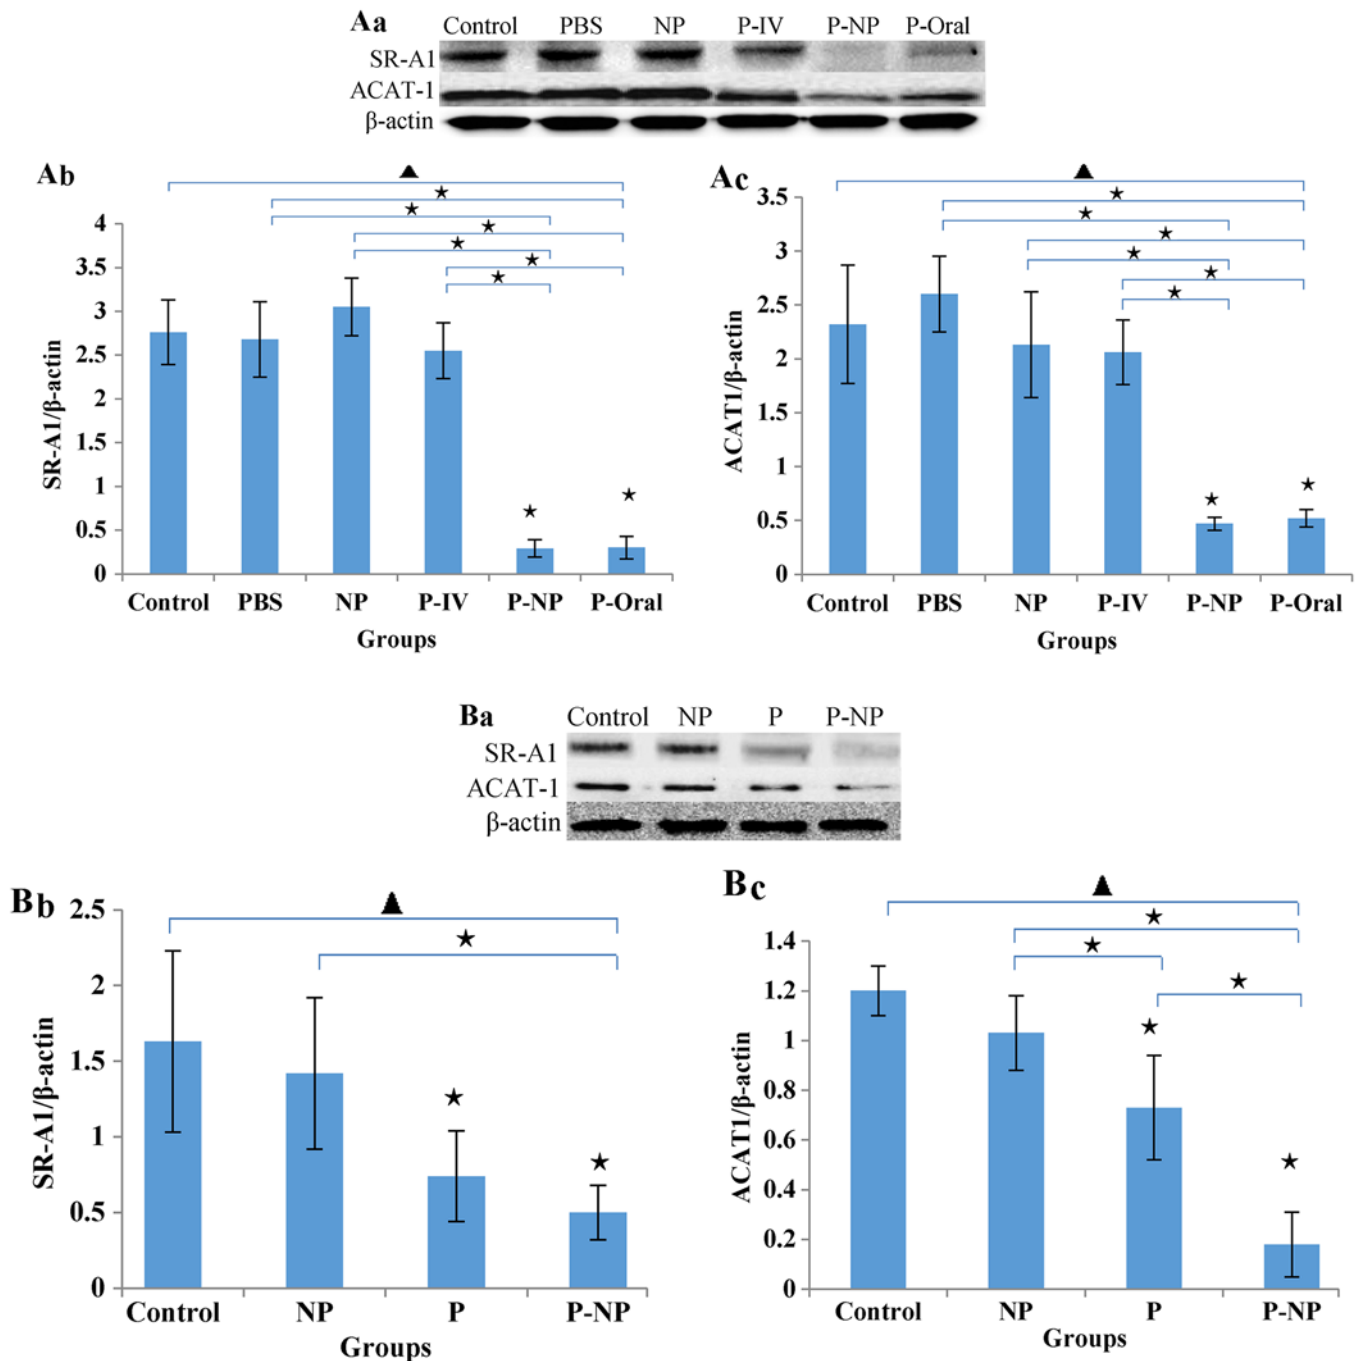 Aa Control PBS NP P-IV P-NP P-Oral
SR-A1
ACAT-1
β-actin
Ab
SR-A1/β-actin
4
3.5
3
2.5
2
1.5
1
0.5
0
Control PBS NP P-IV P-NP P-Oral
Groups
Ac
ACAT1/β-actin
3.5
3
2.5
2
1.5
1
0.5
0
Control PBS NP P-IV P-NP P-Oral
Groups
Ba Control NP P P-NP
SR-A1
ACAT-1
β-actin
Bb
SR-A1/β-actin
2.5
2
1.5
1
0.5
0
Control NP P P-NP
Groups
Bc
ACAT1/β-actin
1.4
1.2
1
0.8
0.6
0.4
0.2
0
Control NP P P-NP
Groups